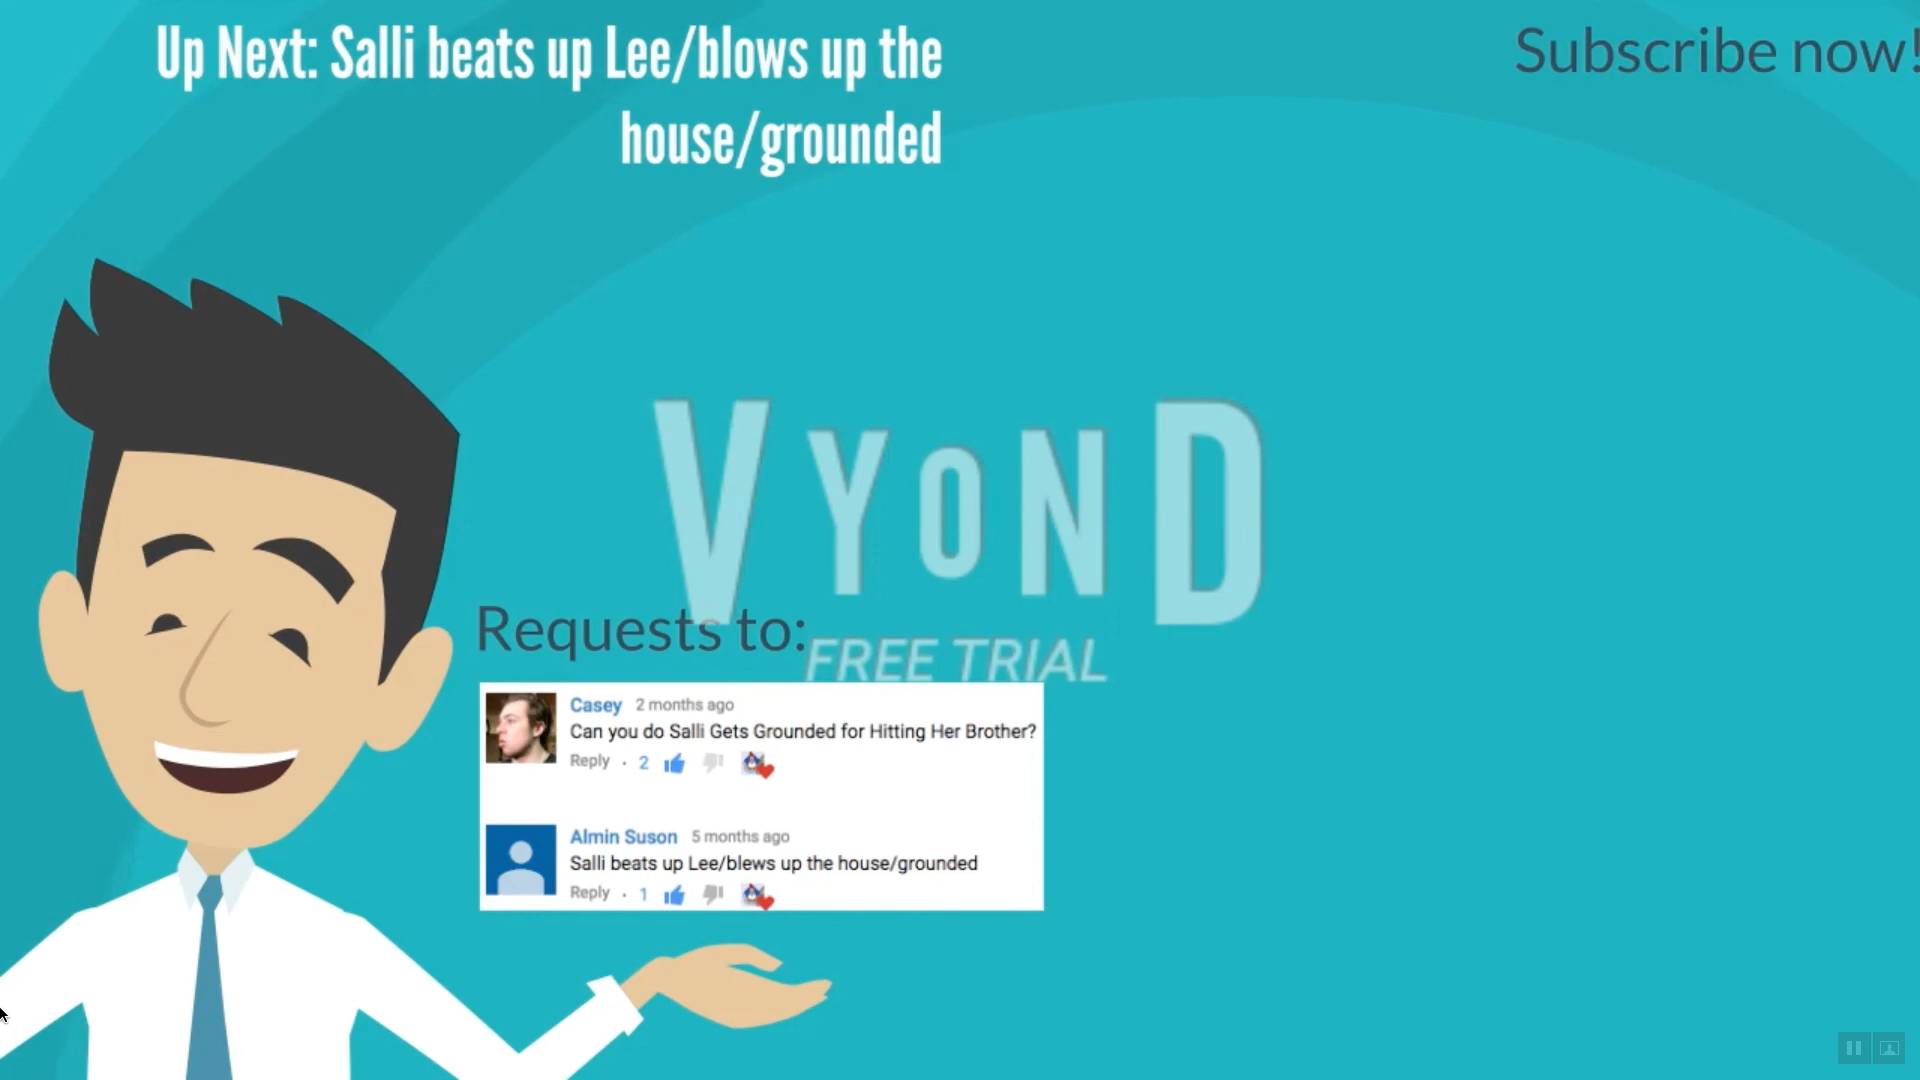 Up Next: Salli beats up Lee/blows up the
house/grounded
Subscribe now!
VYOND
FREE TRIAL
Requests to:
Casey 2 months ago
Can you do Salli Gets Grounded for Hitting Her Brother?
Reply · 2
Almin Suson 5 months ago
Salli beats up Lee/blews up the house/grounded
Reply · 1